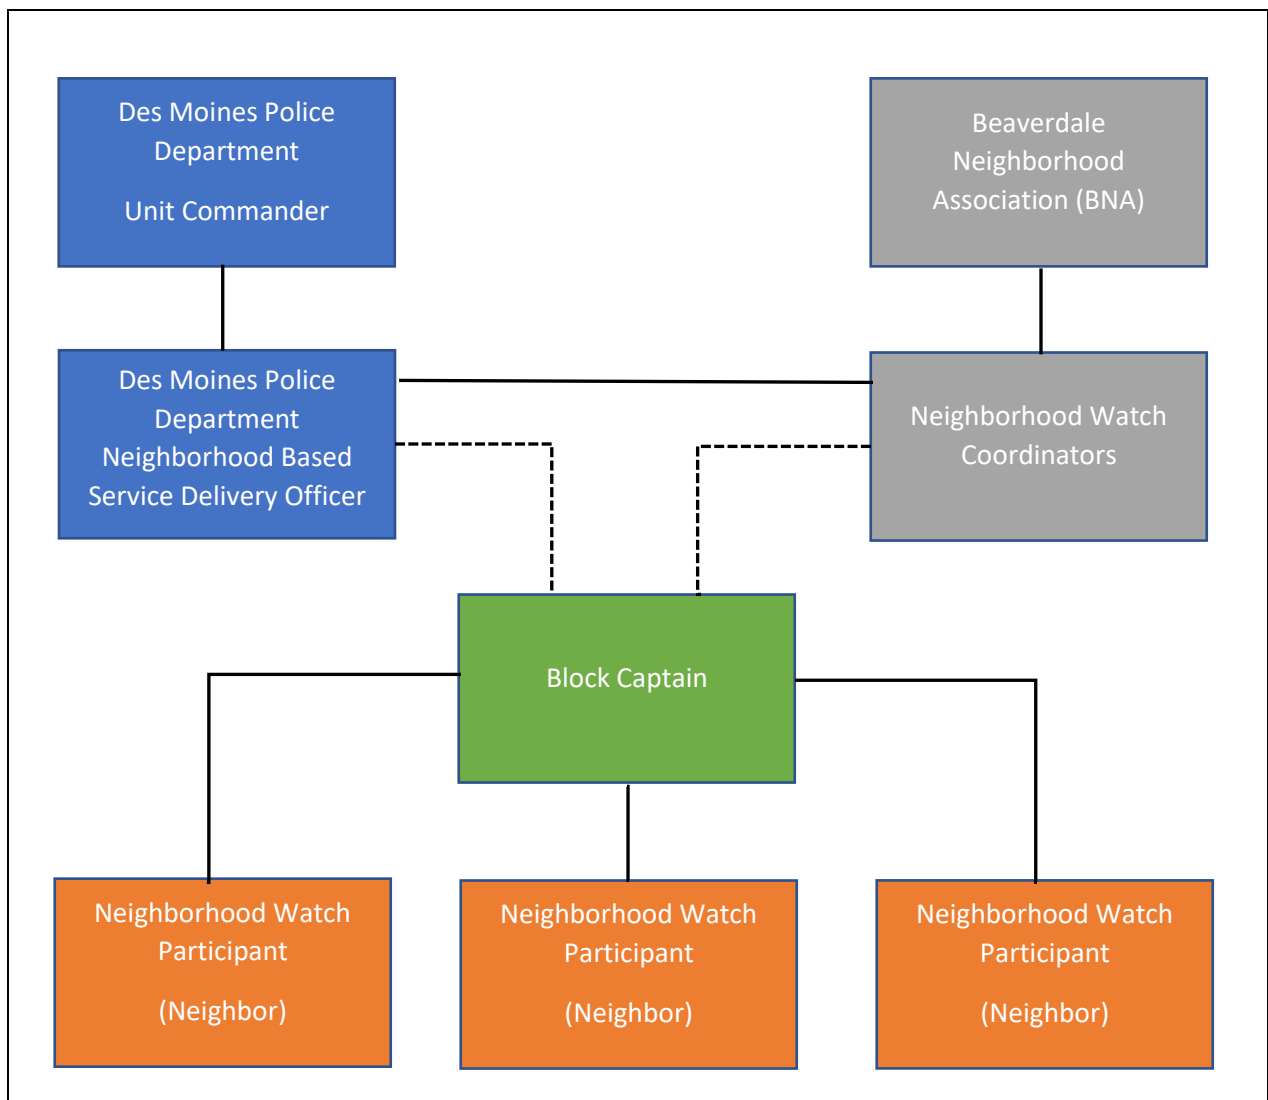 Des Moines Police
Department
Unit Commander
Beaverdale
Neighborhood
Association (BNA)
Des Moines Police
Department
Neighborhood Based
Service Delivery Officer
Neighborhood Watch
Coordinators
Block Captain
Neighborhood Watch
Participant
(Neighbor)
Neighborhood Watch
Participant
(Neighbor)
Neighborhood Watch
Participant
(Neighbor)